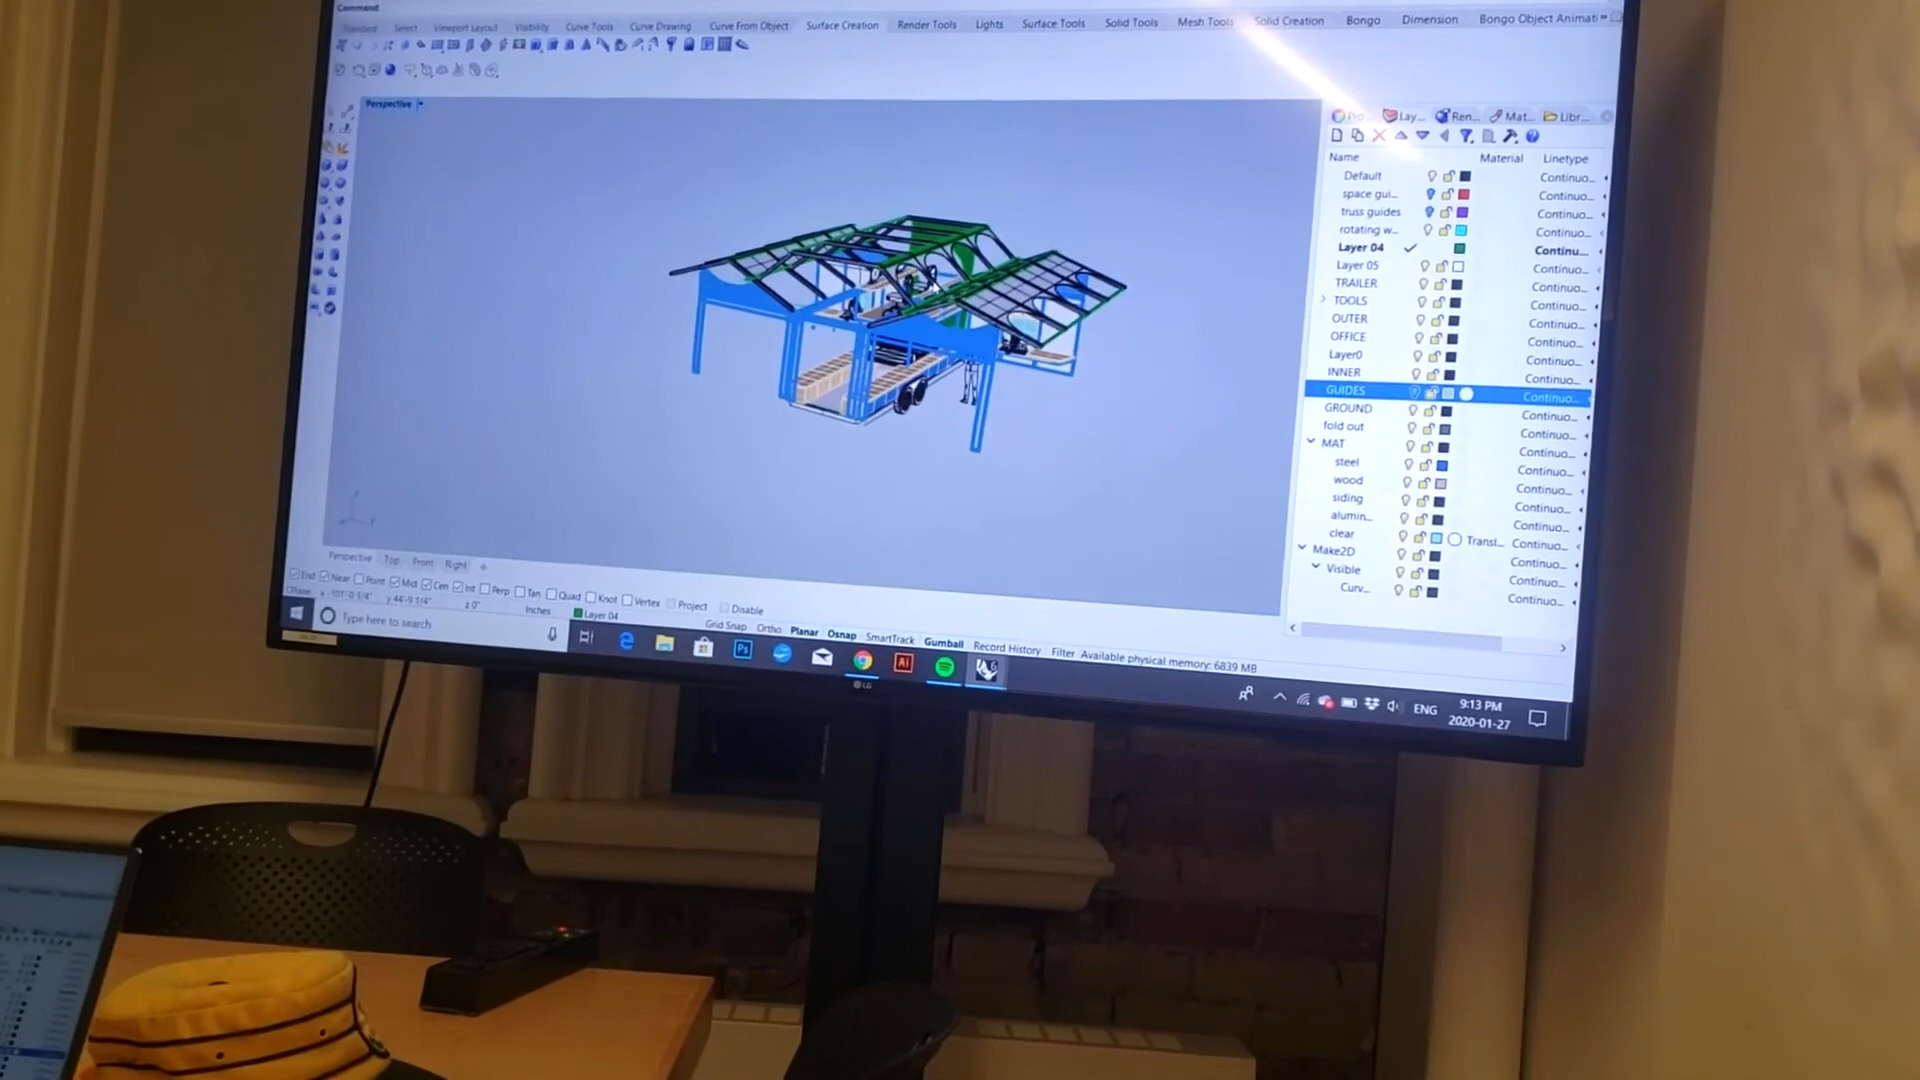 Command:
Standard Select Viewport Layout Visibility Curve Tools Curve Drawing Curve From Object Surface Creation Render Tools Lights Surface Tools Solid Tools Mesh Tools Solid Creation Bongo Dimension Bongo Object Animati »
Perspective
Pro... Lay... Ren... Mat... Libr...
Name Material Linetype
Default Continuo...
space gui... Continuo...
truss guides Continuo...
rotating w... Continuo...
Layer 04 Continu...
Layer 05 Continuo...
TRAILER Continuo...
TOOLS Continuo...
OUTER Continuo...
OFFICE Continuo...
Layer0 Continuo...
INNER Continuo...
GUIDES Continuo...
GROUND Continuo...
fold out Continuo...
MAT Continuo...
steel Continuo...
wood Continuo...
siding Continuo...
alumin... Continuo...
clear Transl... Continuo...
Make2D Continuo...
Visible Continuo...
Curv... Continuo...
Perspective Top Front Right
End Near Point Mid Cen Int Perp Tan Quad Knot Vertex Project Disable
CPlane z 0" Inches Layer 04 Grid Snap Ortho Planar Osnap SmartTrack Gumball Record History Filter Available physical memory: 6839 MB
Type here to search
Ps
Ai
ENG
9:13 PM
2020-01-27
LG